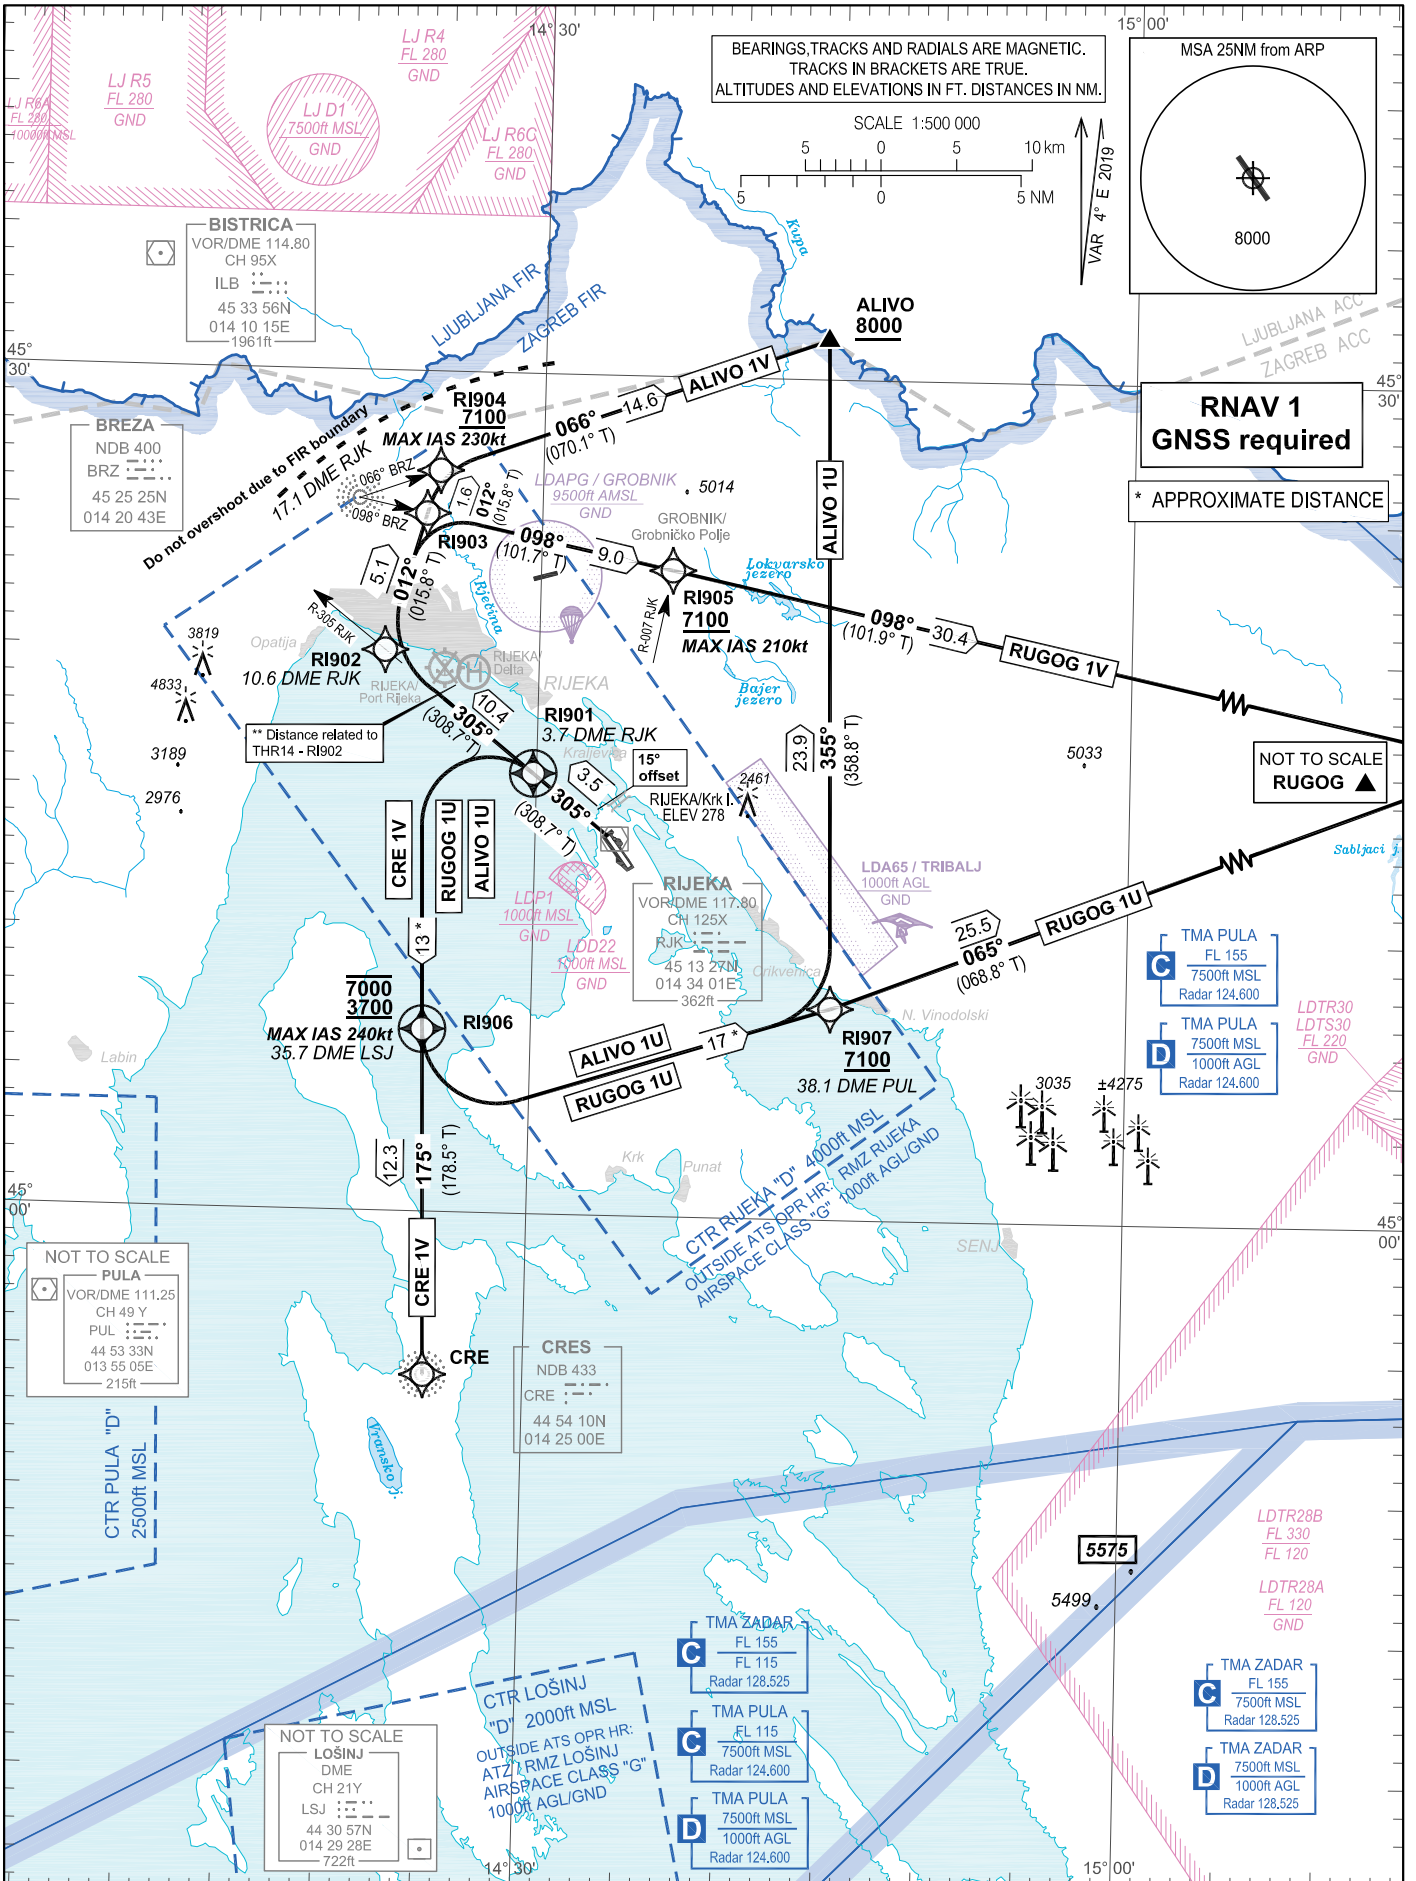 14° 30'
15° 00'
LJ R4
FL 280
GND
LJ R5
FL 280
GND
LJ R6A
FL 280
10000ft MSL
LJ D1
7500ft MSL
GND
LJ R6C
FL 280
GND
BEARINGS,TRACKS AND RADIALS ARE MAGNETIC.
TRACKS IN BRACKETS ARE TRUE.
ALTITUDES AND ELEVATIONS IN FT. DISTANCES IN NM.
SCALE 1:500 000
5 0 5 10 km
5 0 5 NM
VAR 4° E 2019
MSA 25NM from ARP
8000
BISTRICA
VOR/DME 114.80
CH 95X
ILB
45 33 56N
014 10 15E
1961ft
LJUBLJANA FIR
ZAGREB FIR
Kupa
ALIVO
8000
LJUBLJANA ACC
ZAGREB ACC
45°
30'
45°
30'
RNAV 1
GNSS required
* APPROXIMATE DISTANCE
BREZA
NDB 400
BRZ
45 25 25N
014 20 43E
Do not overshoot due to FIR boundary
17.1 DME RJK
RI904
7100
MAX IAS 230kt
066° BRZ
098° BRZ
ALIVO 1V
14.6
066°
(070.1° T)
1.6
012°
(015.8° T)
RI903
LDAPG / GROBNIK
9500ft AMSL
GND
5014
GROBNIK/
Grobničko Polje
098°
(101.7° T)
9.0
ALIVO 1U
Lokvarsko
jezero
RI905
7100
MAX IAS 210kt
R-007 RJK
098°
(101.9° T)
30.4
RUGOG 1V
5.1
012°
(015.8° T)
Rječina
R-305 RJK
Opatija
3819
4833
RI902
10.6 DME RJK
RIJEKA/
Delta
RIJEKA/
Port Rijeka
RIJEKA
Bajer
jezero
** Distance related to
THR14 - RI902
10.4
305°
(308.7°T)
RI901
3.7 DME RJK
Kraljevica
15°
offset
3.5
305°
(308.7° T)
RIJEKA/Krk I.
ELEV 278
2461
3189
2976
23.9
355°
(358.8° T)
5033
NOT TO SCALE
RUGOG
Sabljaci j.
CRE 1V
RUGOG 1U
ALIVO 1U
LDP1
1000ft MSL
GND
LDD22
1000ft MSL
GND
RIJEKA
VOR/DME 117.80
CH 125X
RJK
45 13 27N
014 34 01E
362ft
LDA65 / TRIBALJ
1000ft AGL
GND
Crikvenica
25.5
065°
(068.8° T)
RUGOG 1U
TMA PULA
C
FL 155
7500ft MSL
Radar 124.600
TMA PULA
D
7500ft MSL
1000ft AGL
Radar 124.600
LDTR30
LDTS30
FL 220
GND
13 *
7000
3700
MAX IAS 240kt
35.7 DME LSJ
RI906
ALIVO 1U
RUGOG 1U
17 *
RI907
7100
38.1 DME PUL
N. Vinodolski
Labin
3035
±4275
12.3
175°
(178.5° T)
Krk
Punat
CTR RIJEKA "D" 4000ft MSL
OUTSIDE ATS OPR HR: RMZ RIJEKA
AIRSPACE CLASS "G" 1000ft AGL/GND
SENJ
45°
00'
45°
00'
NOT TO SCALE
PULA
VOR/DME 111.25
CH 49 Y
PUL
44 53 33N
013 55 05E
215ft
CRE 1V
CRE
CRES
NDB 433
CRE
44 54 10N
014 25 00E
CTR PULA "D"
2500ft MSL
Vransko j.
5575
5499
LDTR28B
FL 330
FL 120
LDTR28A
FL 120
GND
TMA ZADAR
C
FL 155
FL 115
Radar 128.525
TMA PULA
C
FL 115
7500ft MSL
Radar 124.600
TMA PULA
D
7500ft MSL
1000ft AGL
Radar 124.600
TMA ZADAR
C
FL 155
7500ft MSL
Radar 128.525
TMA ZADAR
D
7500ft MSL
1000ft AGL
Radar 128.525
CTR LOŠINJ
"D" 2000ft MSL
OUTSIDE ATS OPR HR:
ATZ / RMZ LOŠINJ
AIRSPACE CLASS "G"
1000ft AGL/GND
NOT TO SCALE
LOŠINJ
DME
CH 21Y
LSJ
44 30 57N
014 29 28E
722ft
14° 30'
15° 00'